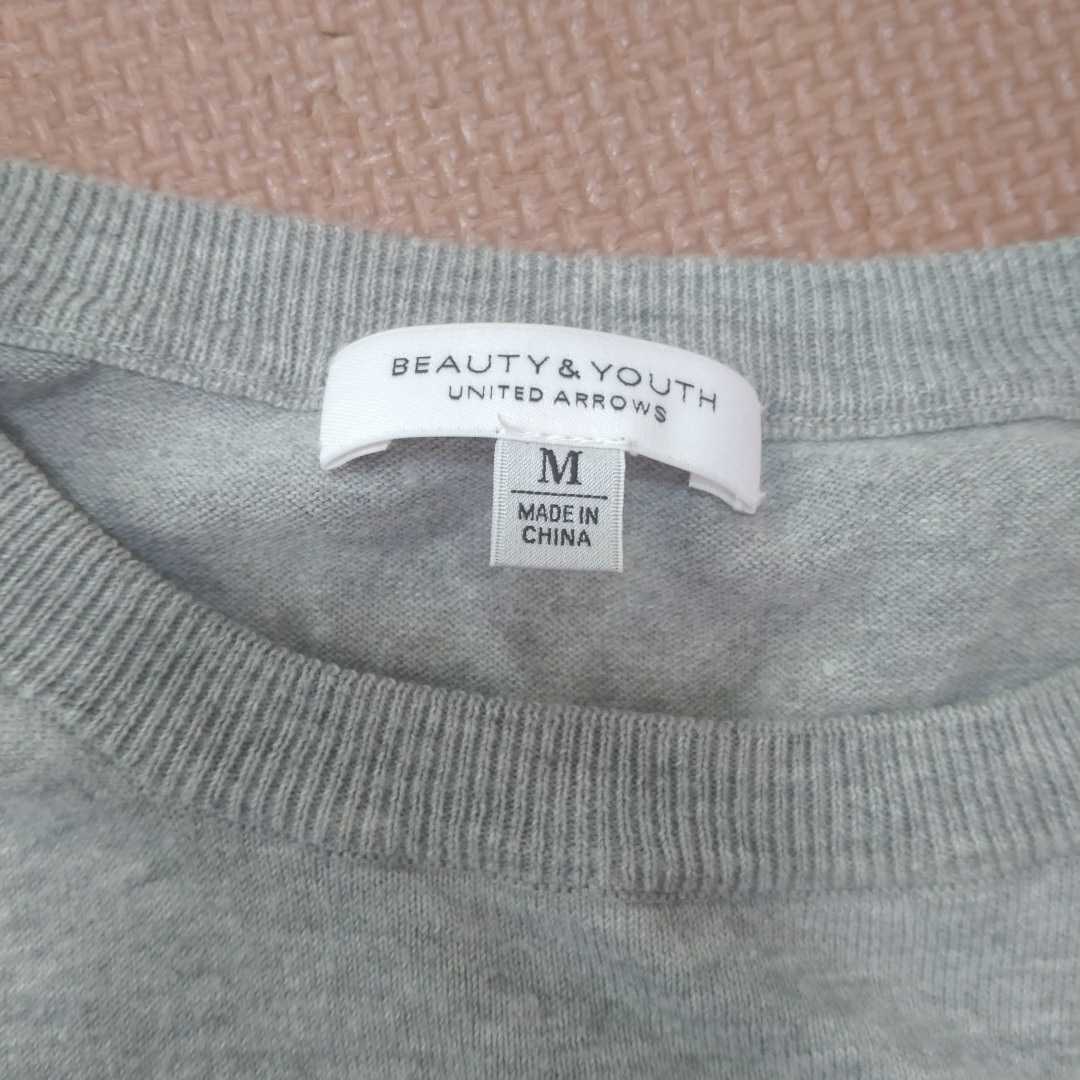 BEAUTY & YOUTH
UNITED ARROWS
M
MADE IN
CHINA